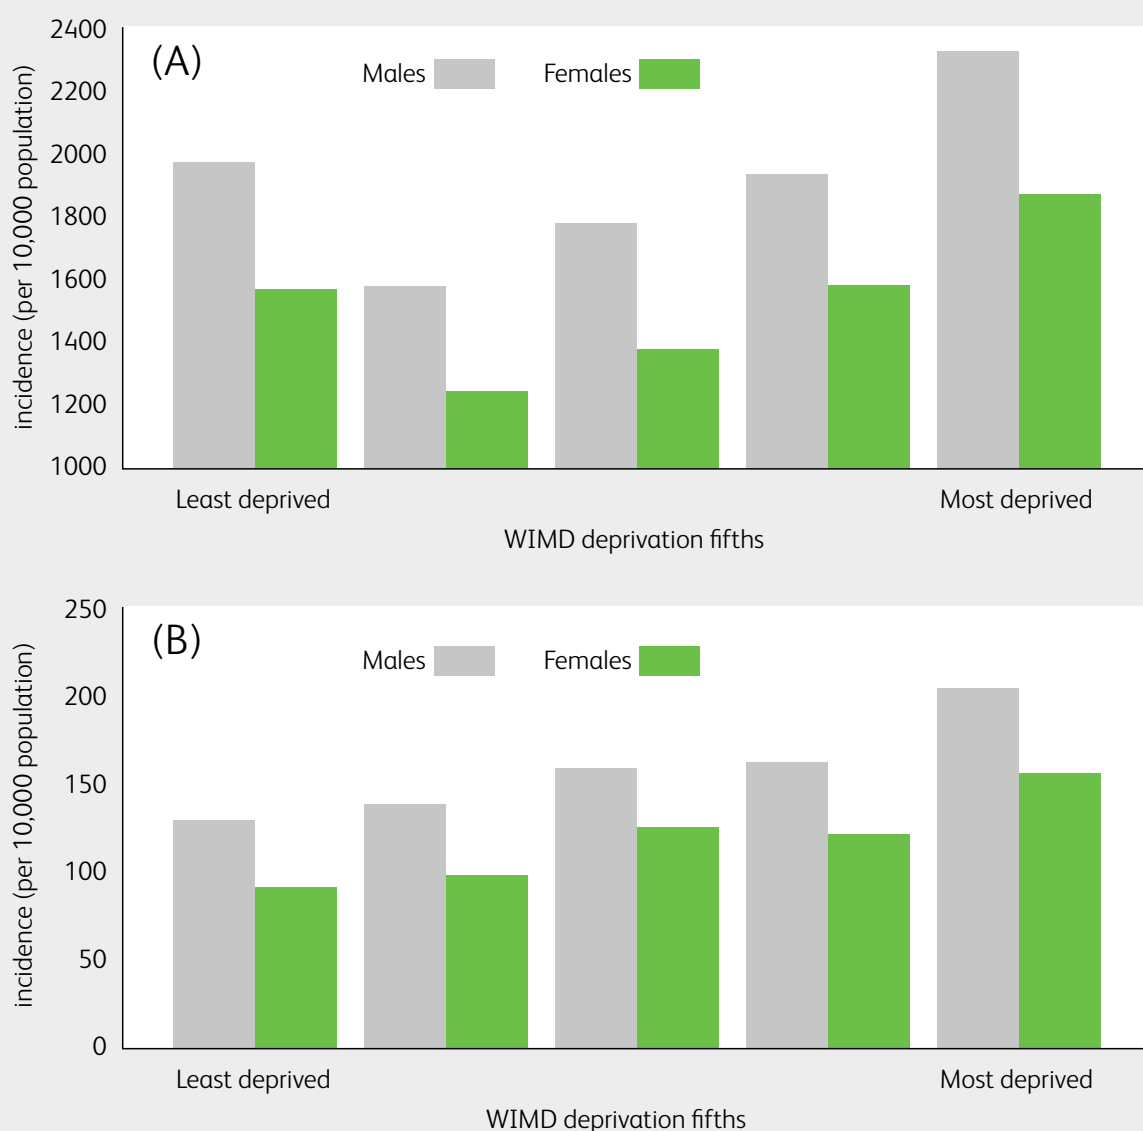 2400
(A)
Males
Females
2200
2000
1800
1600
1400
1200
1000
incidence (per 10,000 population)
Least deprived
Most deprived
WIMD deprivation fifths
250
(B)
Males
Females
200
150
100
50
0
incidence (per 10,000 population)
Least deprived
Most deprived
WIMD deprivation fifths